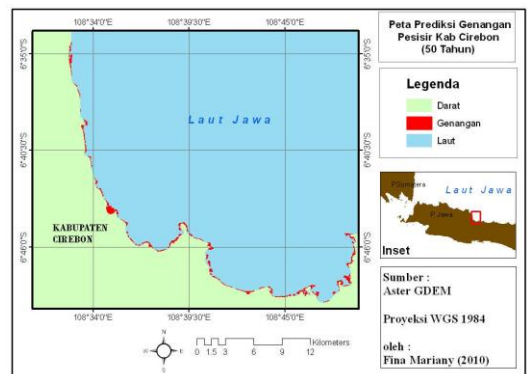 Peta Prediksi Genangan
Pesisir Kab Cirebon
(50 Tahun)
Legenda
Darat
Genangan
Laut
108°34'0"E
108°39'30"E
108°45'0"E
6°35'0"S
6°35'0"S
6°40'30"S
6°40'30"S
6°46'0"S
6°46'0"S
Laut Jawa
KABUPATEN
CIREBON
108°34'0"E
108°39'30"E
108°45'0"E
N
W
E
S
Kilometers
0 1.5 3 6 9 12
P.Sumatera
Laut Jawa
P. Jawa
Inset
Sumber :
Aster GDEM
Proyeksi WGS 1984
oleh :
Fina Mariany (2010)